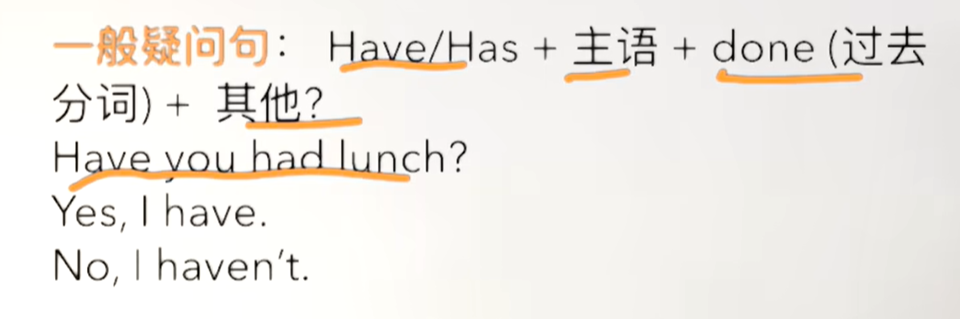 一般疑问句： Have/Has + 主语 + done (过去
分词) + 其他?
Have you had lunch?
Yes, I have.
No, I haven't.